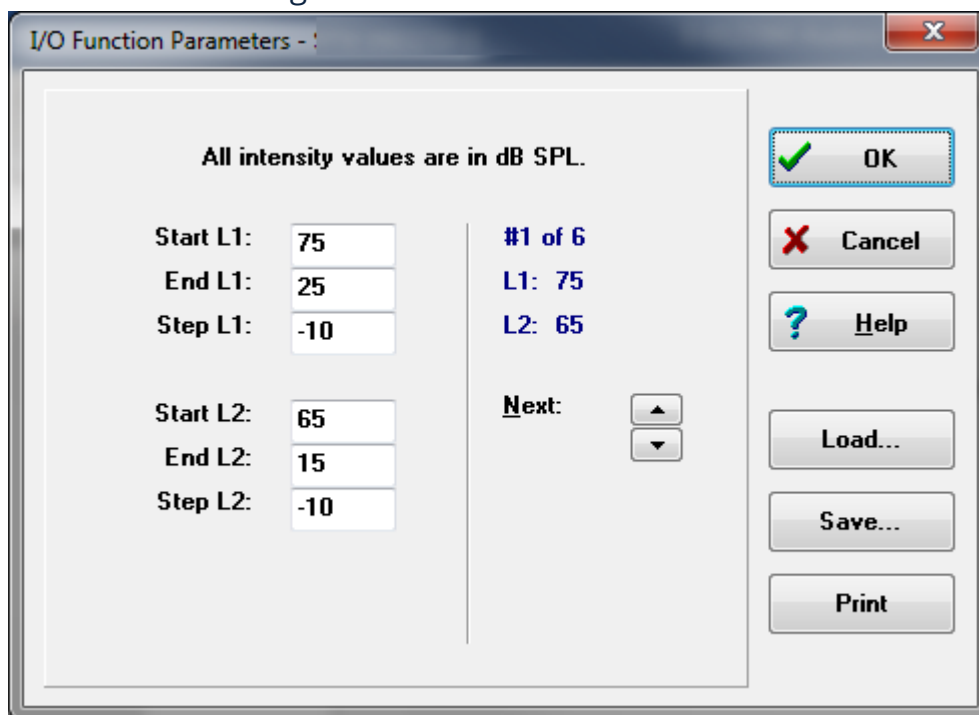 I/O Function Parameters -
All intensity values are in dB SPL.
Start L1: 75
End L1: 25
Step L1: -10
Start L2: 65
End L2: 15
Step L2: -10
#1 of 6
L1: 75
L2: 65
Next:
OK
Cancel
? Help
Load...
Save...
Print